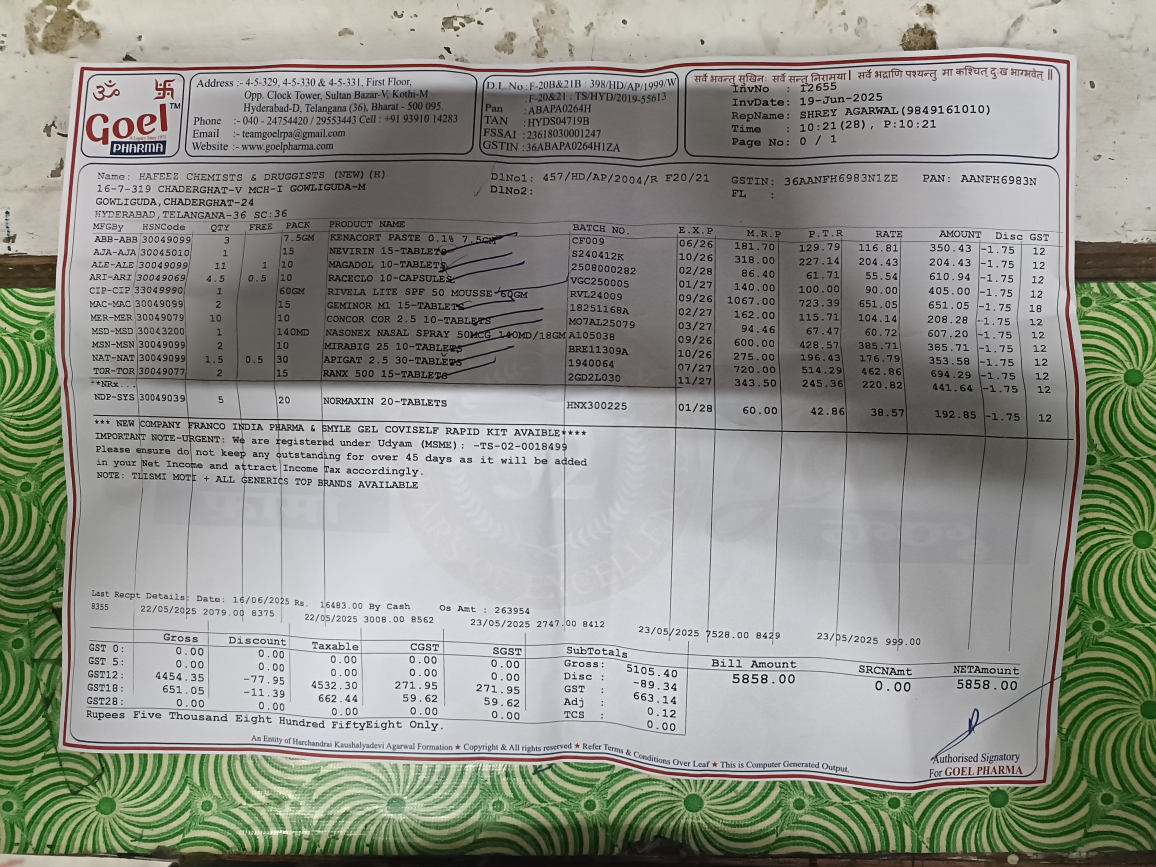 ॐ 卐
Goel TM
PHARMA
Address :- 4-5-329, 4-5-330 & 4-5-331, First Floor,
Opp. Clock Tower, Sultan Bazar-V, Kothi-M
Hyderabad-D, Telangana (36), Bharat - 500 095.
Phone :- 040 - 24754420 / 29553443 Cell : +91 93910 14283
Email :- teamgoelrpa@gmail.com
Website :- www.goelpharma.com
D.L.No : F-20B&21B : 398/HD/AP/1999/W
:F-20&21 : TS/HYD/2019-55613
Pan :ABAPA0264H
TAN :HYDS04719B
FSSAI :23618030001247
GSTIN :36ABAPA0264H1ZA
सर्वे भवन्तु सुखिनः सर्वे सन्तु निरामया | सर्वे भद्राणि पश्यन्तु मा कश्चित् दुःख भाग्भवेत् ||
InvNo : I2655
InvDate: 19-Jun-2025
RepName: SHREY AGARWAL(9849161010)
Time : 10:21(28), P:10:21
Page No: 0 / 1
Name: HAFEEZ CHEMISTS & DRUGGISTS (NEW)(H)
16-7-319 CHADERGHAT-V MCH-I GOWLIGUDA-M
GOWLIGUDA,CHADERGHAT-24
HYDERABAD,TELANGANA-36 SC:36
DlNo1: 457/HD/AP/2004/R F20/21
DlNo2:
GSTIN: 36AANFH6983N1ZE PAN: AANFH6983N
FL :
MFGBy HSNCode QTY FREE PACK PRODUCT NAME BATCH NO. E.X.P M.R.P P.T.R RATE AMOUNT Disc GST
ABB-ABB 30049099 3 7.5GM KENACORT PASTE 0.1% 7.5GM CF009 06/26 181.70 129.79 116.81 350.43 -1.75 12
AJA-AJA 30045010 1 15 NEVIRIN 15-TABLETS S240412K 10/26 318.00 227.14 204.43 204.43 -1.75 12
ALE-ALE 30049099 11 1 10 MAGADOL 10-TABLETS 2508000282 02/28 86.40 61.71 55.54 610.94 -1.75 12
ARI-ARI 30049069 4.5 0.5 10 RACECLO 10-CAPSULES VGC250005 01/27 140.00 100.00 90.00 405.00 -1.75 12
CIP-CIP 33049990 1 60GM RIVELA LITE SPF 50 MOUSSE 60GM RVL24009 09/26 1067.00 723.39 651.05 651.05 -1.75 18
MAC-MAC 30049099 2 15 GEMINOR M1 15-TABLETS 18251168A 02/27 162.00 115.71 104.14 208.28 -1.75 12
MER-MER 30049079 10 10 CONCOR COR 2.5 10-TABLETS MO7AL25079 03/27 94.46 67.47 60.72 607.20 -1.75 12
MSD-MSD 30043200 1 140MD NASONEX NASAL SPRAY 50MCG 140MD/18GM A105038 09/26 600.00 428.57 385.71 385.71 -1.75 12
MSN-MSN 30049099 2 10 MIRABIG 25 10-TABLETS BRE11309A 10/26 275.00 196.43 176.79 353.58 -1.75 12
NAT-NAT 30049099 1.5 0.5 30 APIGAT 2.5 30-TABLETS 1940064 07/27 720.00 514.29 462.86 694.29 -1.75 12
TOR-TOR 30049077 2 15 RANX 500 15-TABLETS 2GD2L030 11/27 343.50 245.36 220.82 441.64 -1.75 12
**NRx...
NDP-SYS 30049039 5 20 NORMAXIN 20-TABLETS HNX300225 01/28 60.00 42.86 38.57 192.85 -1.75 12
*** NEW COMPANY FRANCO INDIA PHARMA & SMYLE GEL COVISELF RAPID KIT AVAIBLE****
IMPORTANT NOTE-URGENT: We are registered under Udyam (MSME): -TS-02-0018499
Please ensure do not keep any outstanding for over 45 days as it will be added
in your Net Income and attract Income Tax accordingly.
NOTE: TLISMI MOTI + ALL GENERICS TOP BRANDS AVAILABLE
Last Recpt Details: Date: 16/06/2025 Rs. 16483.00 By Cash Os Amt : 263954
8355 22/05/2025 2079.00 8375 22/05/2025 3008.00 8562 23/05/2025 2747.00 8412 23/05/2025 7528.00 8429 23/05/2025 999.00
Gross Discount Taxable CGST SGST
GST 0: 0.00 0.00 0.00 0.00 0.00
GST 5: 0.00 0.00 0.00 0.00 0.00
GST12: 4454.35 -77.95 4532.30 271.95 271.95
GST18: 651.05 -11.39 662.44 59.62 59.62
GST28: 0.00 0.00 0.00 0.00 0.00
SubTotals
Gross: 5105.40
Disc : -89.34
GST : 663.14
Adj : 0.12
TCS : 0.00
Bill Amount SRCNAmt NETAmount
5858.00 0.00 5858.00
Rupees Five Thousand Eight Hundred FiftyEight Only.
An Entity of Harchandrai Kaushalyadevi Agarwal Formation ★ Copyright & All rights reserved ★ Refer Terms & Conditions Over Leaf ★ This is Computer Generated Output.
Authorised Signatory
For GOEL PHARMA